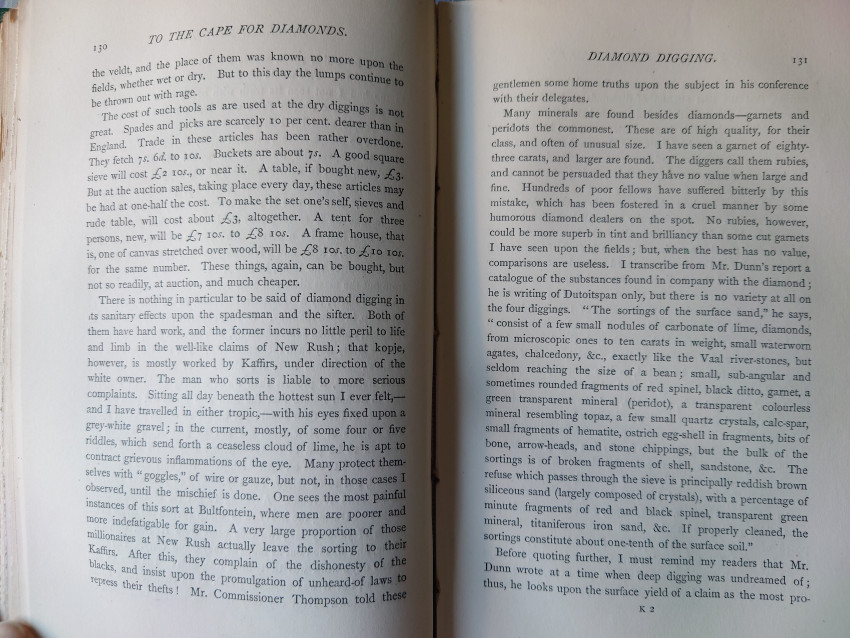 130
TO THE CAPE FOR DIAMONDS.
the veldt, and the place of them was known no more upon the
fields, whether wet or dry. But to this day the lumps continue to
be thrown out with rage.
The cost of such tools as are used at the dry diggings is not
great. Spades and picks are scarcely 10 per cent. dearer than in
England. Trade in these articles has been rather overdone.
They fetch 7s. 6d. to 10s. Buckets are about 7s. A good square
sieve will cost £2 10s., or near it. A table, if bought new, £3.
But at the auction sales, taking place every day, these articles may
be had at one-half the cost. To make the set one's self, sieves and
rude table, will cost about £3, altogether. A tent for three
persons, new, will be £7 10s. to £8 10s. A frame house, that
is, one of canvas stretched over wood, will be £8 10s. to £10 10s.
for the same number. These things, again, can be bought, but
not so readily, at auction, and much cheaper.
There is nothing in particular to be said of diamond digging in
its sanitary effects upon the spadesman and the sifter. Both of
them have hard work, and the former incurs no little peril to life
and limb in the well-like claims of New Rush; that kopje,
however, is mostly worked by Kaffirs, under direction of the
white owner. The man who sorts is liable to more serious
complaints. Sitting all day beneath the hottest sun I ever felt,—
and I have travelled in either tropic,—with his eyes fixed upon a
grey-white gravel; in the current, mostly, of some four or five
riddles, which send forth a ceaseless cloud of lime, he is apt to
contract grievous inflammations of the eye. Many protect them-
selves with "goggles," of wire or gauze, but not, in those cases I
observed, until the mischief is done. One sees the most painful
instances of this sort at Bultfontein, where men are poorer and
more indefatigable for gain. A very large proportion of those
millionaires at New Rush actually leave the sorting to their
Kaffirs. After this, they complain of the dishonesty of the
blacks, and insist upon the promulgation of unheard-of laws to
repress their thefts! Mr. Commissioner Thompson told these
DIAMOND DIGGING.
131
gentlemen some home truths upon the subject in his conference
with their delegates.
Many minerals are found besides diamonds—garnets and
peridots the commonest. These are of high quality, for their
class, and often of unusual size. I have seen a garnet of eighty-
three carats, and larger are found. The diggers call them rubies,
and cannot be persuaded that they have no value when large and
fine. Hundreds of poor fellows have suffered bitterly by this
mistake, which has been fostered in a cruel manner by some
humorous diamond dealers on the spot. No rubies, however,
could be more superb in tint and brilliancy than some cut garnets
I have seen upon the fields; but, when the best has no value,
comparisons are useless. I transcribe from Mr. Dunn's report a
catalogue of the substances found in company with the diamond;
he is writing of Dutoitspan only, but there is no variety at all on
the four diggings. "The sortings of the surface sand," he says,
"consist of a few small nodules of carbonate of lime, diamonds,
from microscopic ones to ten carats in weight, small waterworn
agates, chalcedony, &c., exactly like the Vaal river-stones, but
seldom reaching the size of a bean; small, sub-angular and
sometimes rounded fragments of red spinel, black ditto, garnet, a
green transparent mineral (peridot), a transparent colourless
mineral resembling topaz, a few small quartz crystals, calc-spar,
small fragments of hematite, ostrich egg-shell in fragments, bits of
bone, arrow-heads, and stone chippings, but the bulk of the
sortings is of broken fragments of shell, sandstone, &c. The
refuse which passes through the sieve is principally reddish brown
siliceous sand (largely composed of crystals), with a percentage of
minute fragments of red and black spinel, transparent green
mineral, titaniferous iron sand, &c. If properly cleaned, the
sortings constitute about one-tenth of the surface soil."
Before quoting further, I must remind my readers that Mr.
Dunn wrote at a time when deep digging was undreamed of;
thus, he looks upon the surface yield of a claim as the most pro-
K 2